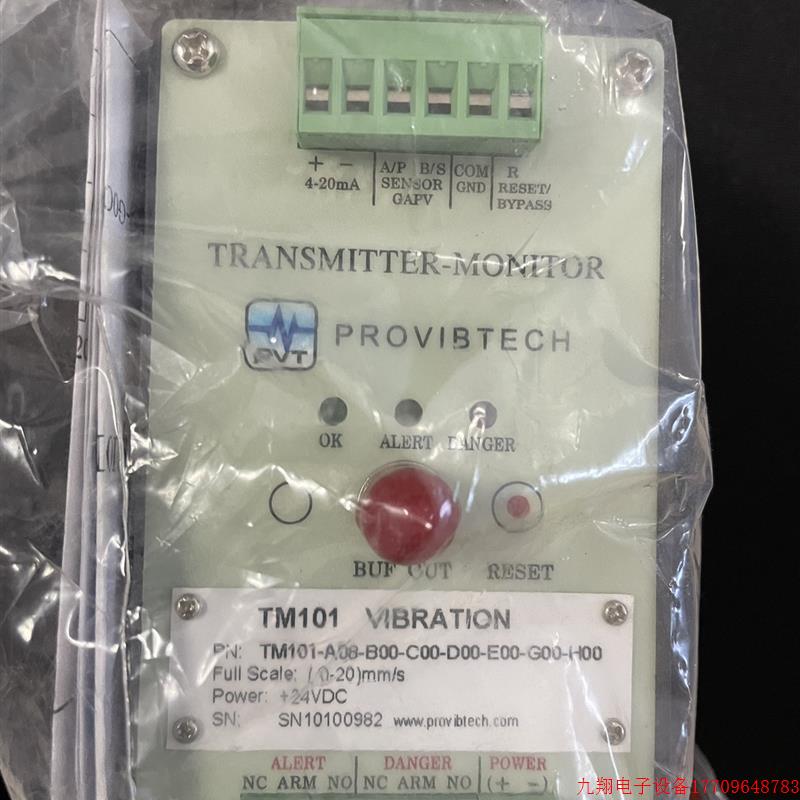 + - A/P B/S COM R
4-20mA SENSOR GND RESET/
GAPV BYPASS
TRANSMITTER-MONITOR
PVT PROVIBTECH
OK ALERT DANGER
BUF OUT RESET
TM101 VIBRATION
PN: TM101-A08-B00-C00-D00-E00-G00-H00
Full Scale: (0-20)mm/s
Power: +24VDC
SN: SN10100982 www.provibtech.com
ALERT DANGER POWER
NC ARM NO NC ARM NO (+ -)
九翔电子设备17709648783